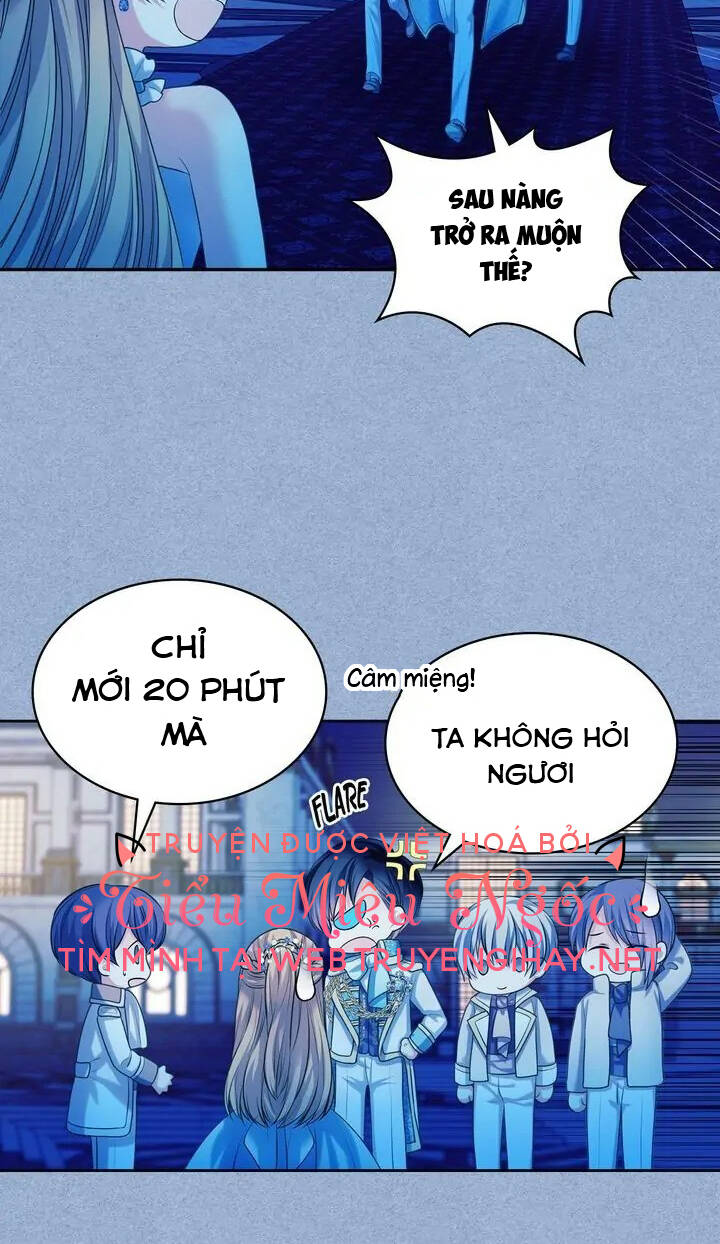 SAU NÀNG
TRỞ RA MUỘN
THẾ?
CHỈ
MỚI 20 PHÚT
MÀ
Câm miệng!
TA KHÔNG HỎI
NGƯƠI
FLARE
TRUYỆN ĐƯỢC VIỆT HOÁ BỞI
Tiểu Miêu Ngốc
TÌM MÌNH TẠI WEB TRUYENGIHAY.NET